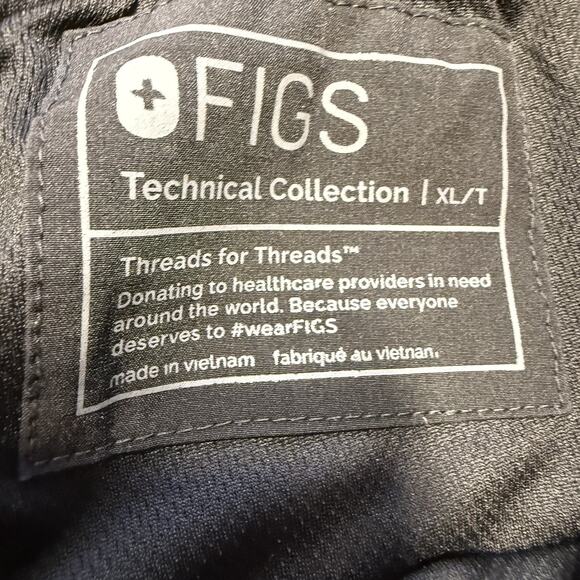 FIGS
Technical Collection | XL/T
Threads for Threads™
Donating to healthcare providers in need
around the world. Because everyone
deserves to #wearFIGS
made in vietnam fabriqué au vietnam.